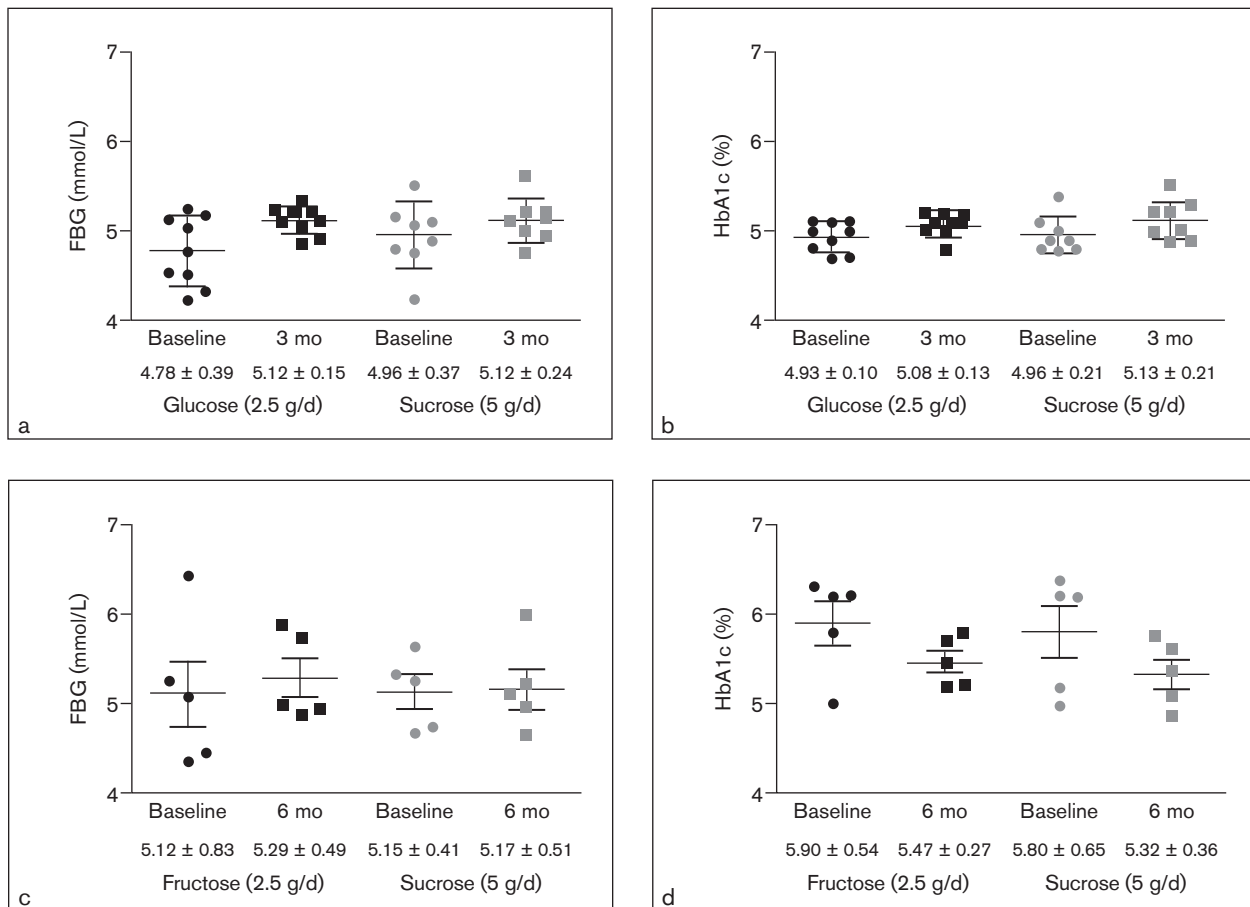 7
6
5
4
FBG (mmol/L)
Baseline 3 mo Baseline 3 mo
4.78 ± 0.39 5.12 ± 0.15 4.96 ± 0.37 5.12 ± 0.24
Glucose (2.5 g/d) Sucrose (5 g/d)
a
7
6
5
4
HbA1c (%)
Baseline 3 mo Baseline 3 mo
4.93 ± 0.10 5.08 ± 0.13 4.96 ± 0.21 5.13 ± 0.21
Glucose (2.5 g/d) Sucrose (5 g/d)
b
7
6
5
4
FBG (mmol/L)
Baseline 6 mo Baseline 6 mo
5.12 ± 0.83 5.29 ± 0.49 5.15 ± 0.41 5.17 ± 0.51
Fructose (2.5 g/d) Sucrose (5 g/d)
c
7
6
5
4
HbA1c (%)
Baseline 6 mo Baseline 6 mo
5.90 ± 0.54 5.47 ± 0.27 5.80 ± 0.65 5.32 ± 0.36
Fructose (2.5 g/d) Sucrose (5 g/d)
d